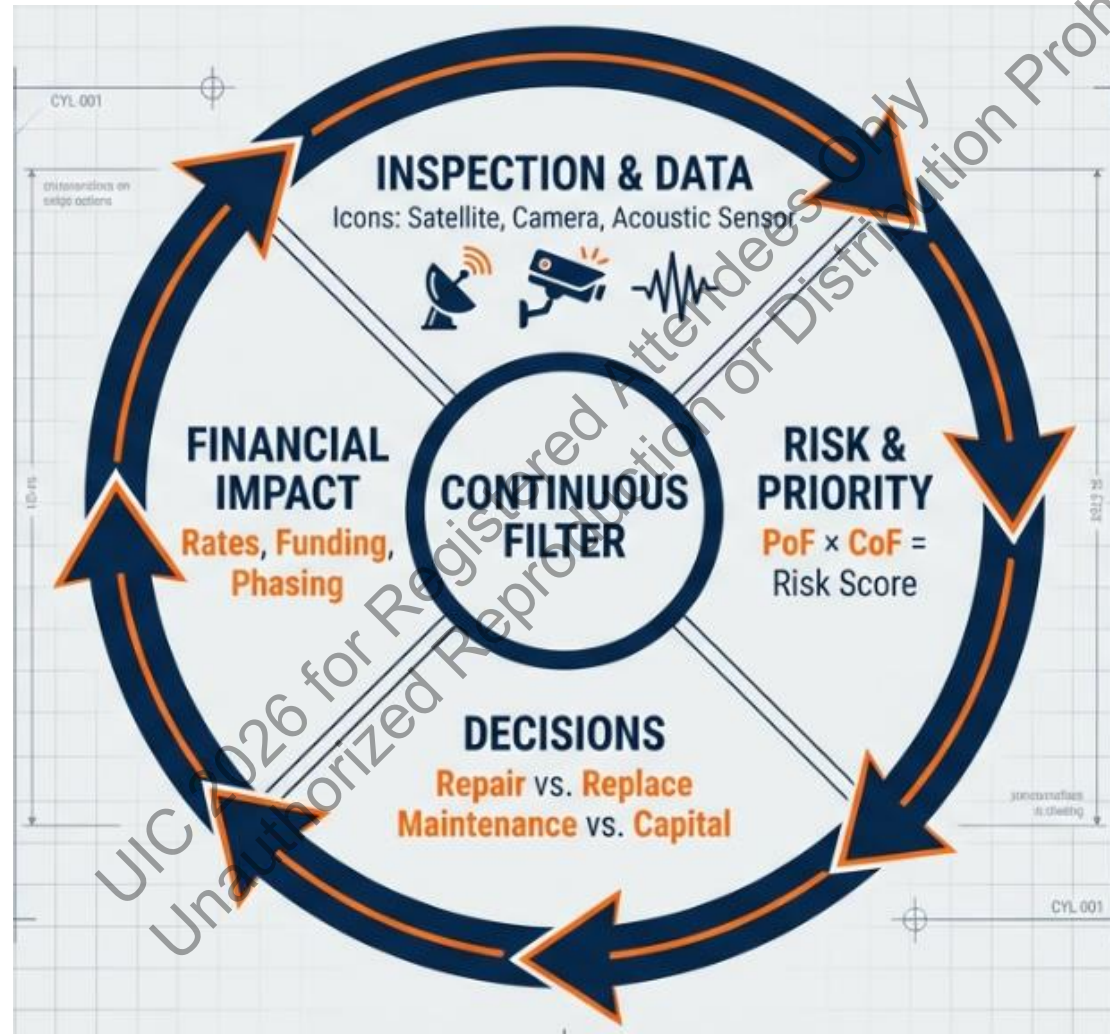 CYL 001
INSPECTION & DATA
Icons: Satellite, Camera, Acoustic Sensor
FINANCIAL
IMPACT
Rates, Funding,
Phasing
CONTINUOUS
FILTER
RISK &
PRIORITY
PoF × CoF =
Risk Score
DECISIONS
Repair vs. Replace
Maintenance vs. Capital
CYL 001
UIC 2026 for Registered Attendees Only
Unauthorized Reproduction or Distribution Proh